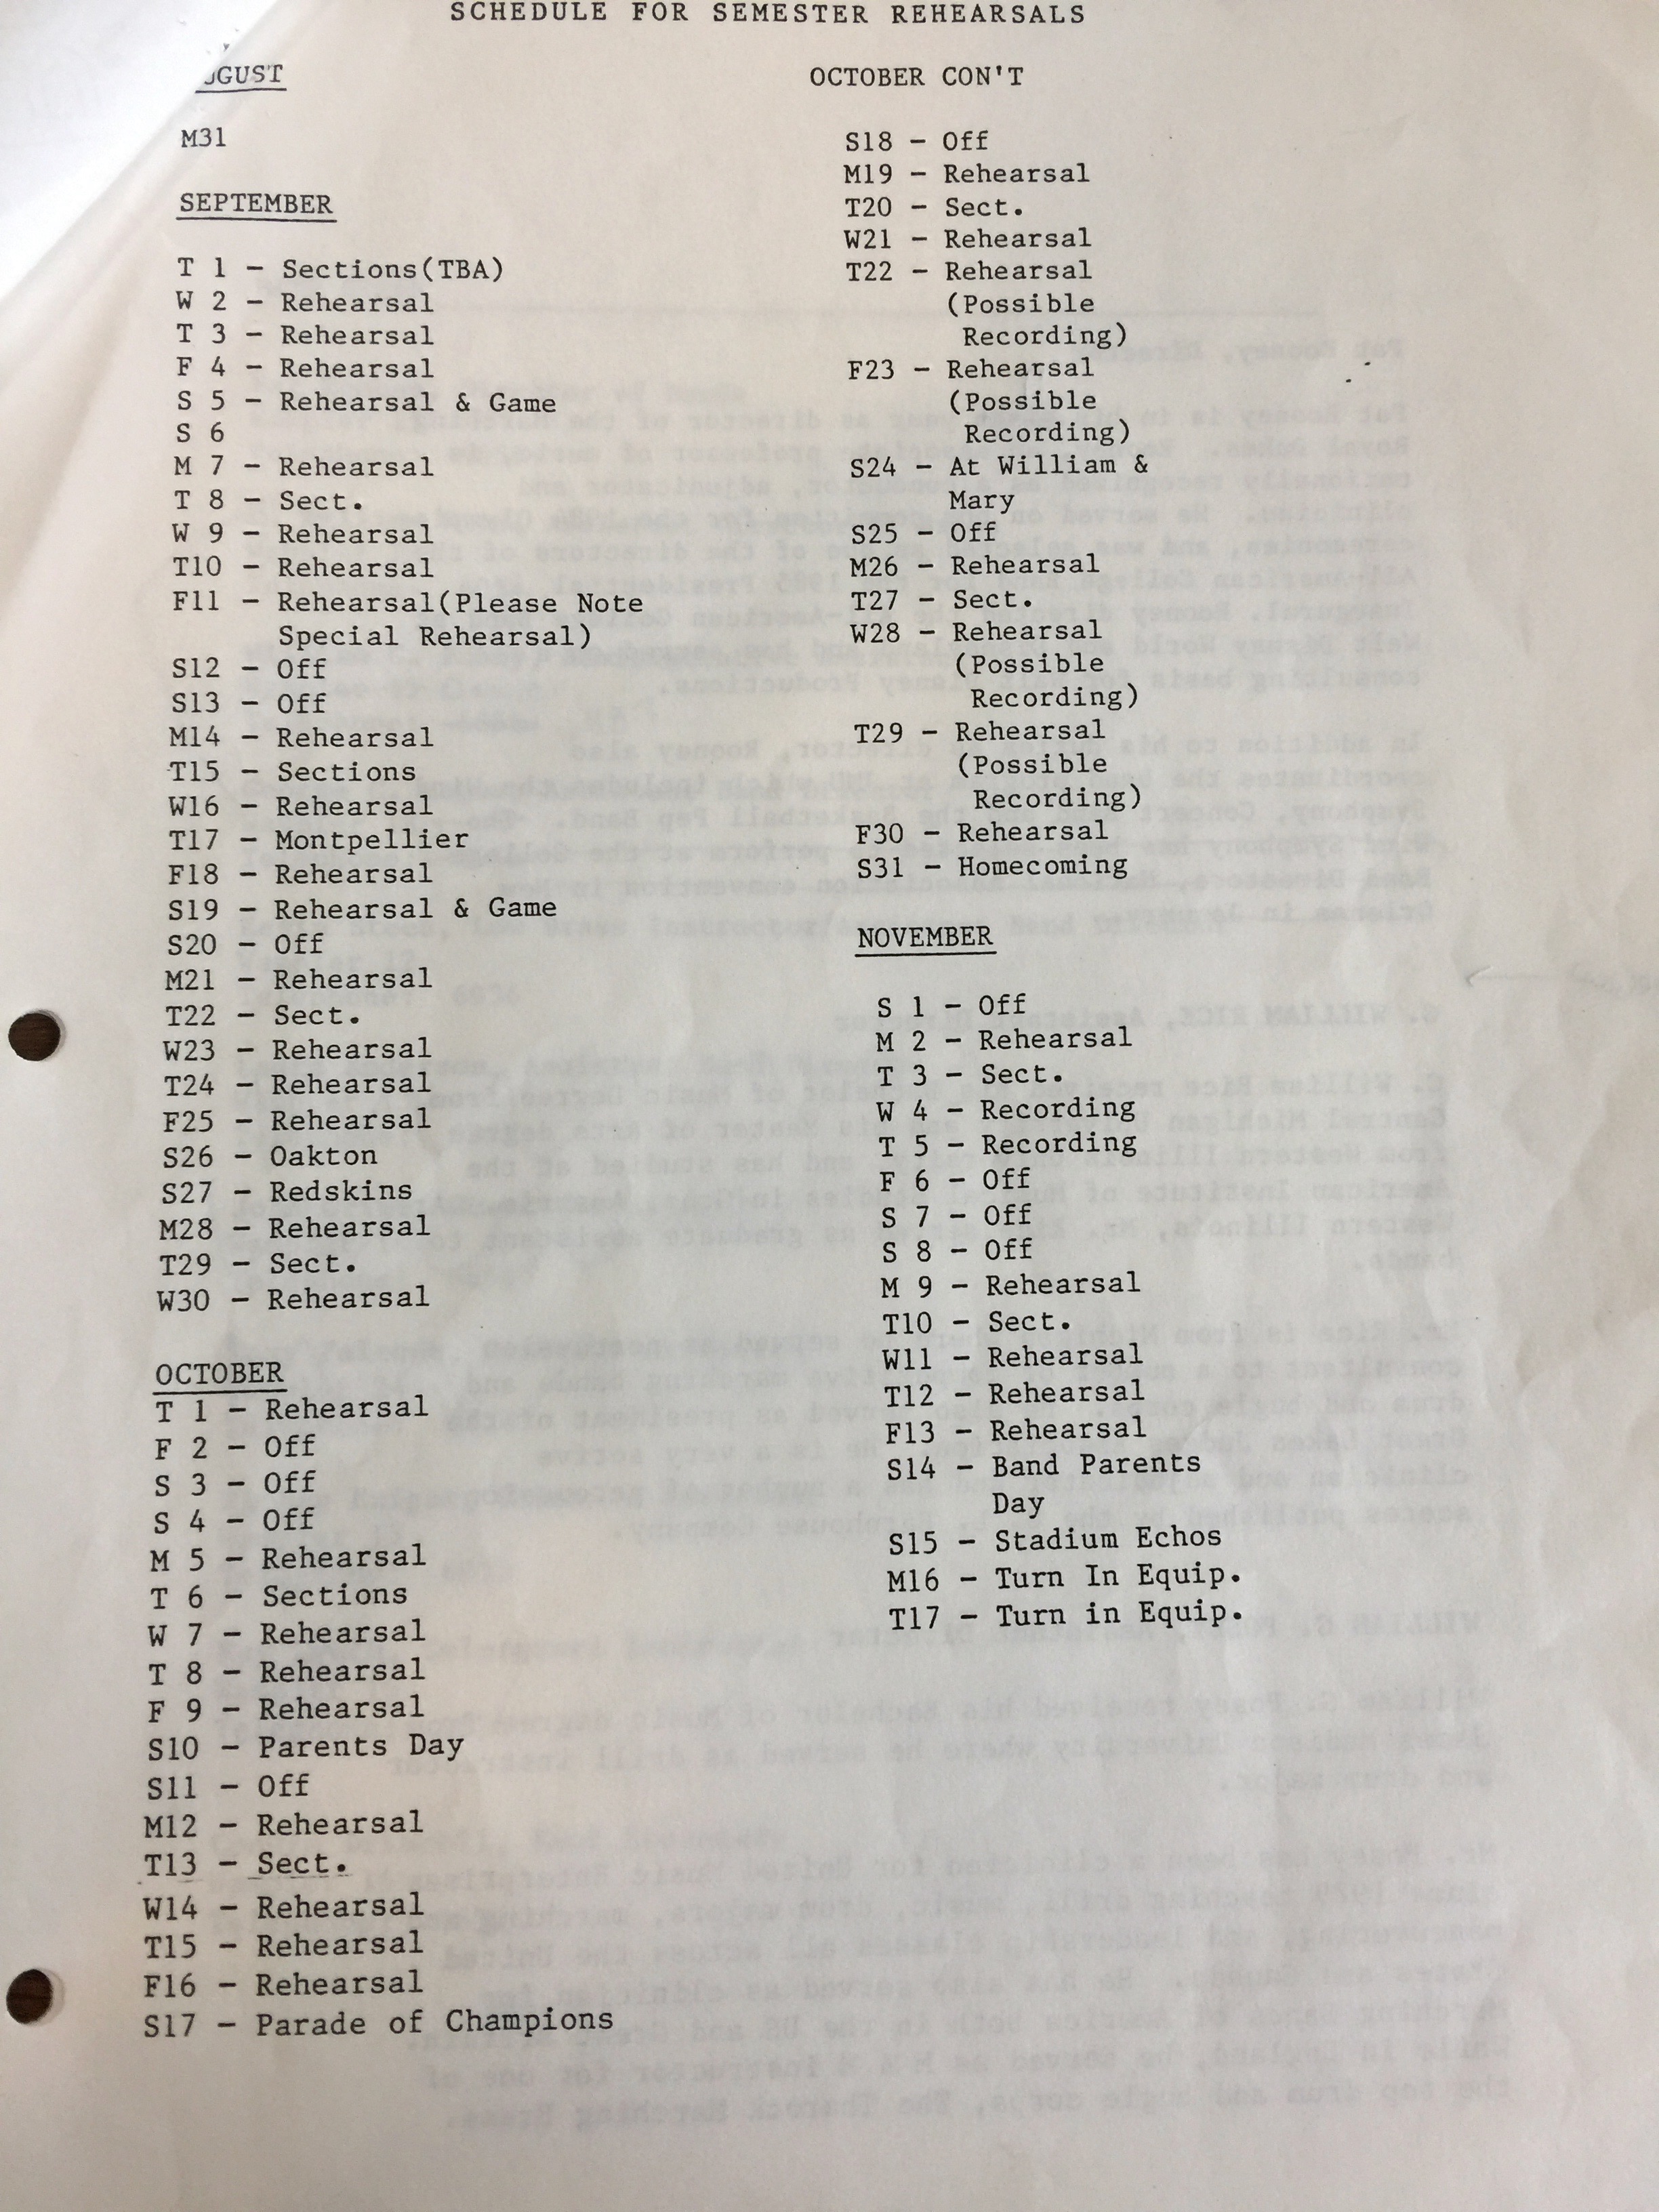 SCHEDULE FOR SEMESTER REHEARSALS
UGUST
M31
SEPTEMBER
T 1 - Sections(TBA)
W 2 - Rehearsal
T 3 - Rehearsal
F 4 - Rehearsal
S 5 - Rehearsal & Game
S 6
M 7 - Rehearsal
T 8 - Sect.
W 9 - Rehearsal
T10 - Rehearsal
F11 - Rehearsal(Please Note
Special Rehearsal)
S12 - Off
S13 - Off
M14 - Rehearsal
T15 - Sections
W16 - Rehearsal
T17 - Montpellier
F18 - Rehearsal
S19 - Rehearsal & Game
S20 - Off
M21 - Rehearsal
T22 - Sect.
W23 - Rehearsal
T24 - Rehearsal
F25 - Rehearsal
S26 - Oakton
S27 - Redskins
M28 - Rehearsal
T29 - Sect.
W30 - Rehearsal
OCTOBER
T 1 - Rehearsal
F 2 - Off
S 3 - Off
S 4 - Off
M 5 - Rehearsal
T 6 - Sections
W 7 - Rehearsal
T 8 - Rehearsal
F 9 - Rehearsal
S10 - Parents Day
S11 - Off
M12 - Rehearsal
T13 - Sect.
W14 - Rehearsal
T15 - Rehearsal
F16 - Rehearsal
S17 - Parade of Champions
OCTOBER CON'T
S18 - Off
M19 - Rehearsal
T20 - Sect.
W21 - Rehearsal
T22 - Rehearsal
(Possible
Recording)
F23 - Rehearsal
(Possible
Recording)
S24 - At William &
Mary
S25 - Off
M26 - Rehearsal
T27 - Sect.
W28 - Rehearsal
(Possible
Recording)
T29 - Rehearsal
(Possible
Recording)
F30 - Rehearsal
S31 - Homecoming
NOVEMBER
S 1 - Off
M 2 - Rehearsal
T 3 - Sect.
W 4 - Recording
T 5 - Recording
F 6 - Off
S 7 - Off
S 8 - Off
M 9 - Rehearsal
T10 - Sect.
W11 - Rehearsal
T12 - Rehearsal
F13 - Rehearsal
S14 - Band Parents
Day
S15 - Stadium Echos
M16 - Turn In Equip.
T17 - Turn in Equip.